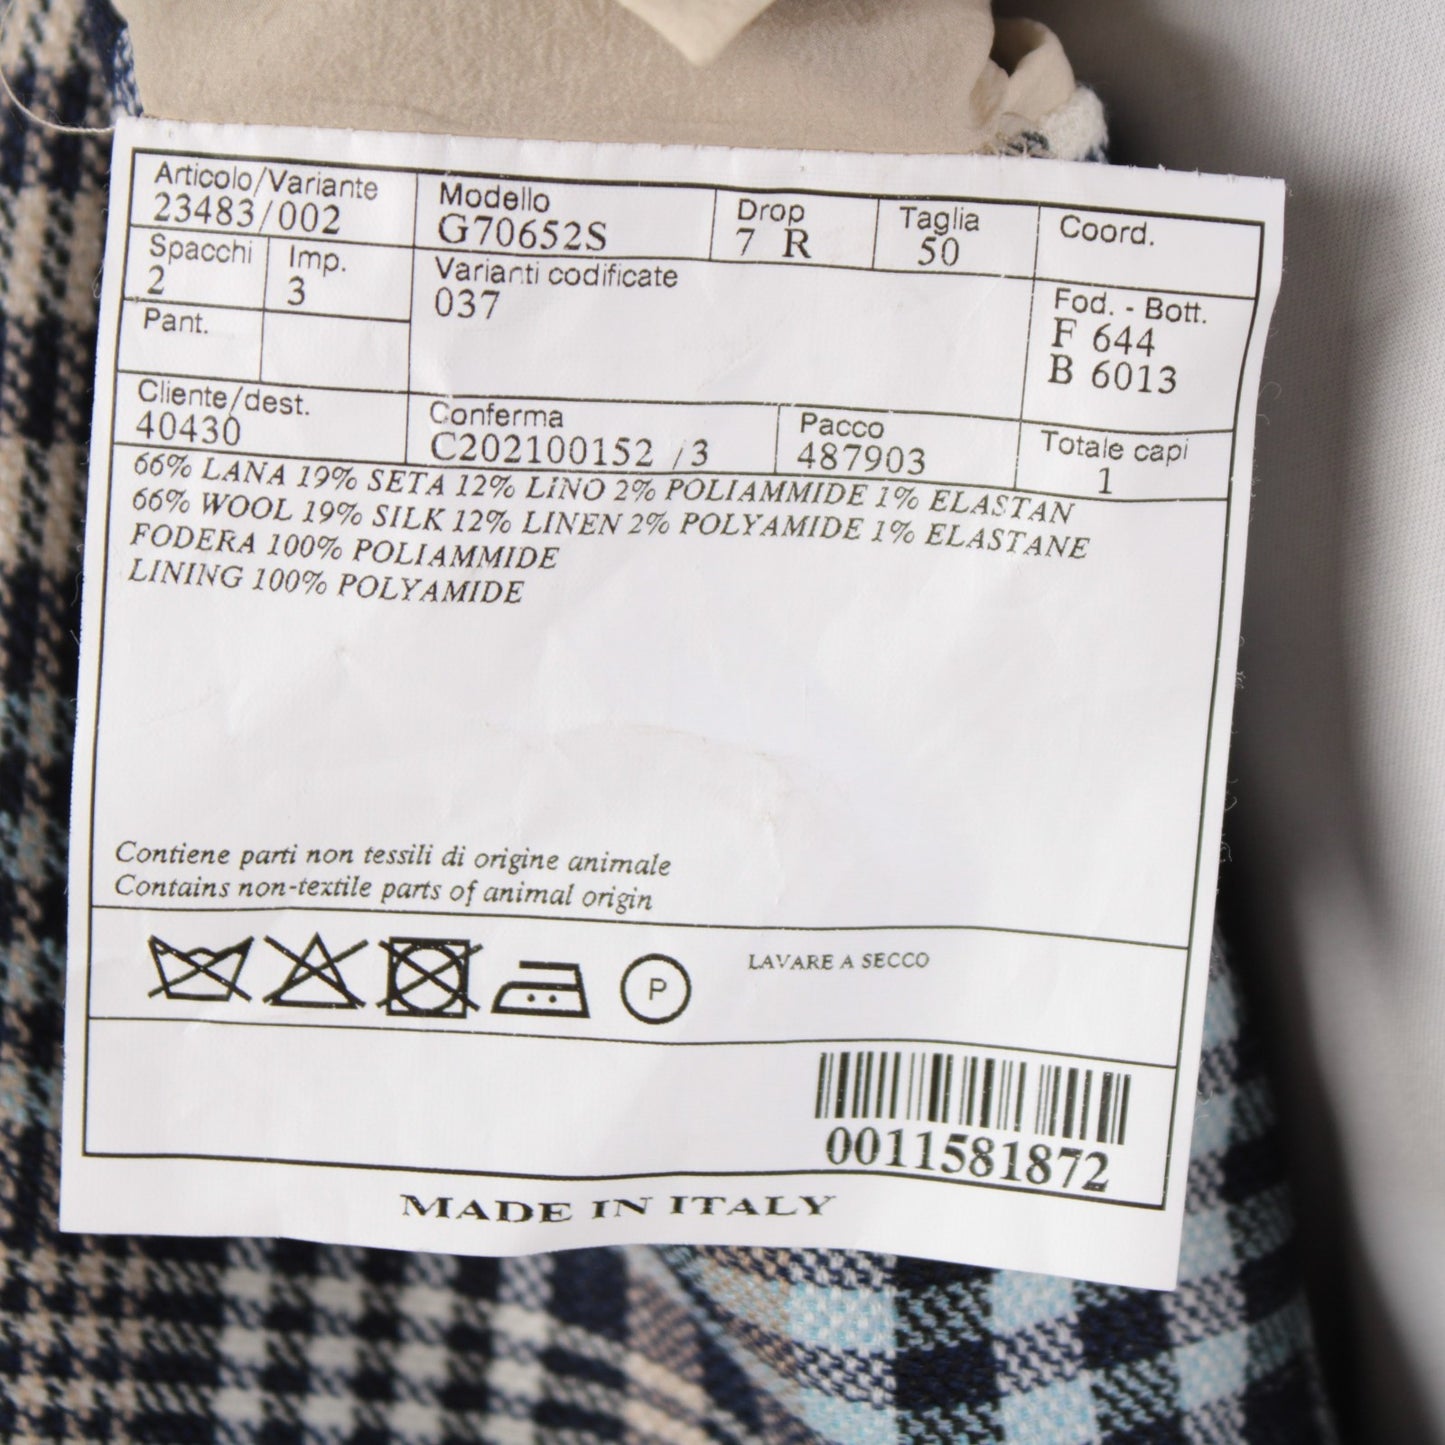 Articolo/Variante Modello Drop Taglia Coord.
23483/002 G70652S 7 R 50
Spacchi Imp. Varianti codificate Fod. - Bott.
2 3 037 F 644
Pant. B 6013
Cliente/dest. Conferma Pacco Totale capi
40430 C202100152 /3 487903 1
66% LANA 19% SETA 12% LINO 2% POLIAMMIDE 1% ELASTAN
66% WOOL 19% SILK 12% LINEN 2% POLYAMIDE 1% ELASTANE
FODERA 100% POLIAMMIDE
LINING 100% POLYAMIDE
Contiene parti non tessili di origine animale
Contains non-textile parts of animal origin
P LAVARE A SECCO
0011581872
MADE IN ITALY